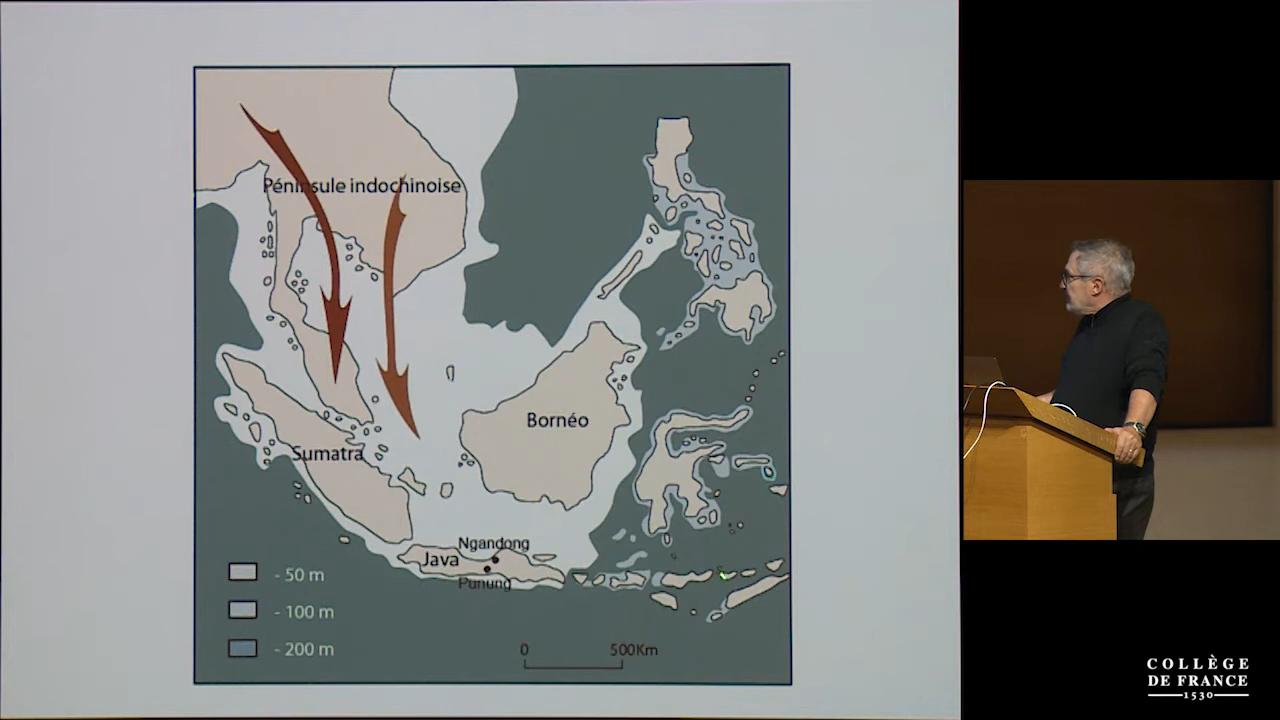 Péninsule indochinoise
Bornéo
Sumatra
Ngandong
Java
Punung
- 50 m
- 100 m
- 200 m
0 500Km
COLLÈGE
DE FRANCE
1530